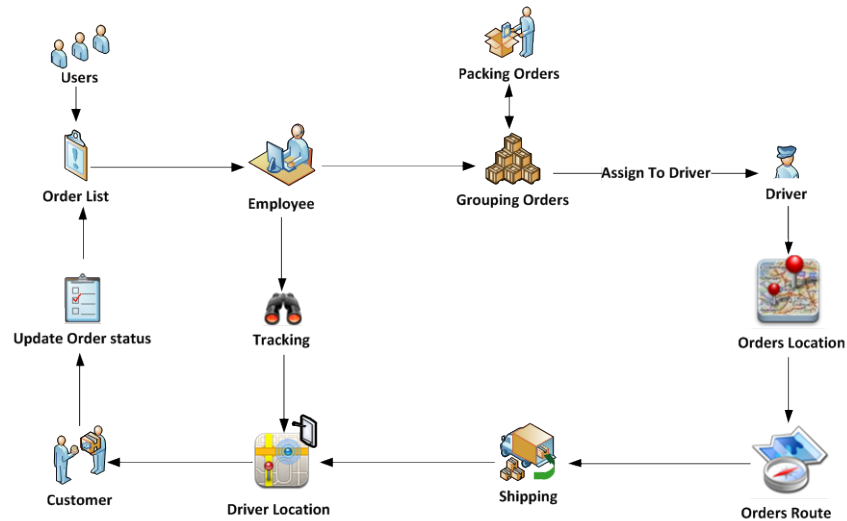 Users
Packing Orders
Order List
Employee
Grouping Orders
Assign To Driver
Driver
Update Order status
Tracking
Orders Location
Customer
Driver Location
Shipping
Orders Route